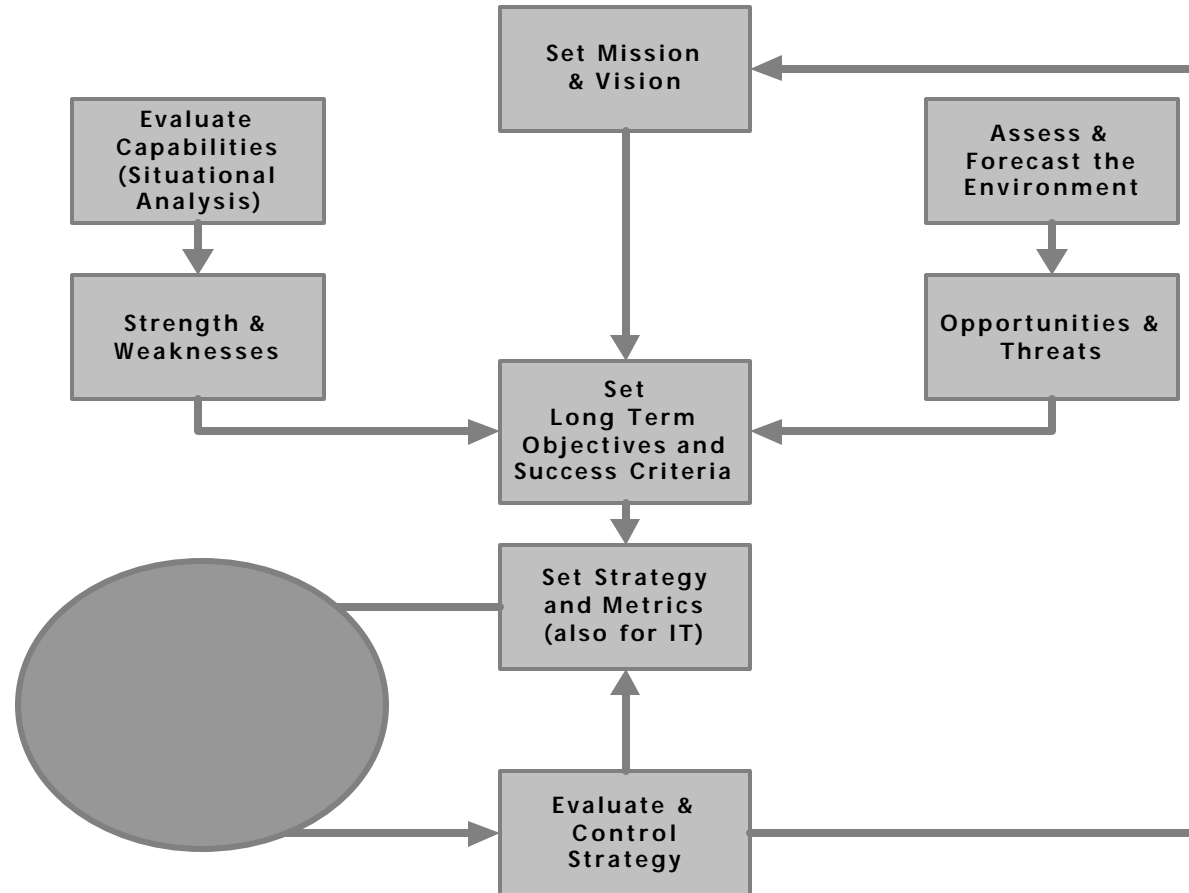 Set Mission
& Vision
Evaluate
Capabilities
(Situational
Analysis)
Assess &
Forecast the
Environment
Strength &
Weaknesses
Opportunities &
Threats
Set
Long Term
Objectives and
Success Criteria
Set Strategy
and Metrics
(also for IT)
Evaluate &
Control
Strategy